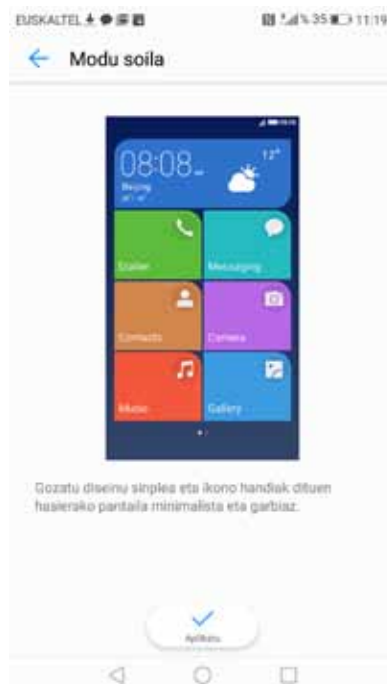 EUSKALTEL
35 11:19
Modu soila
08:08
12°
Beijing
Dialler
Messaging
Contacts
Camera
Music
Gallery
Gozatu diseinu sinplea eta ikono handiak dituen
hasierako pantaila minimalista eta garbiaz.
Aplikatu